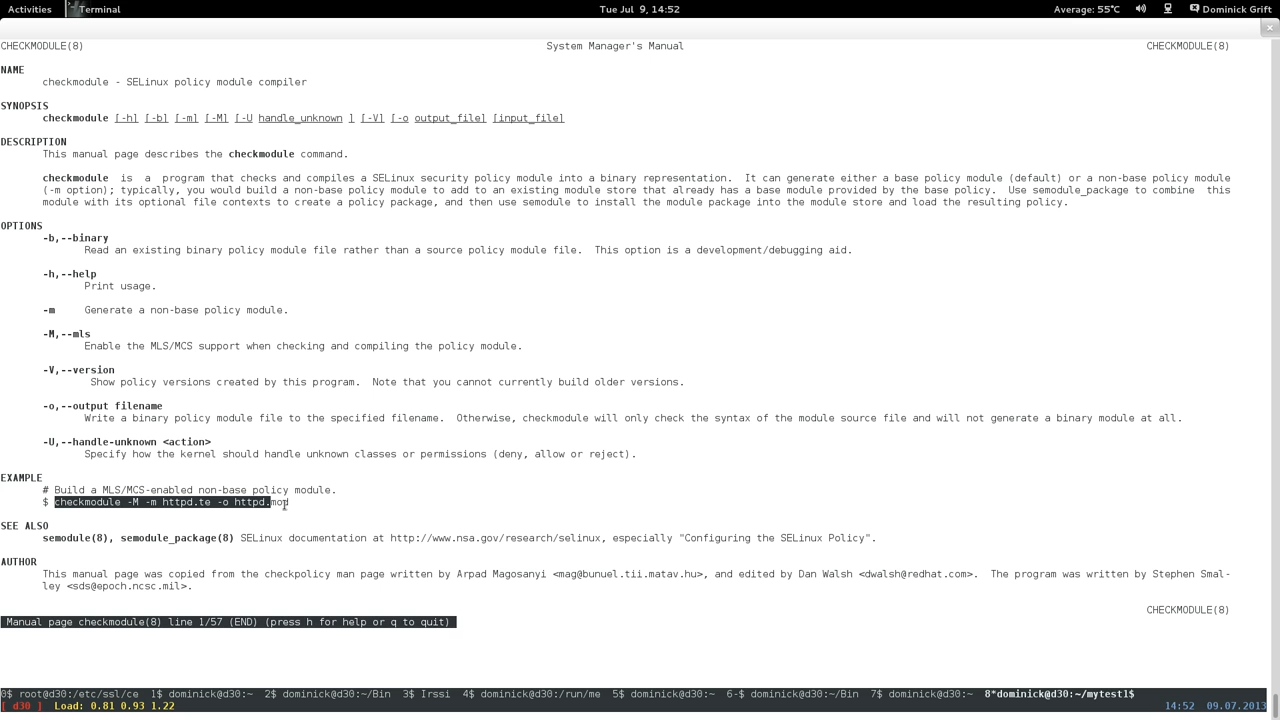 Activities Terminal Tue Jul 9, 14:52 Average: 55°C Dominick Grift
CHECKMODULE(8) System Manager's Manual CHECKMODULE(8)
NAME
checkmodule - SELinux policy module compiler
SYNOPSIS
checkmodule [-h] [-b] [-m] [-M] [-U handle_unknown ] [-V] [-o output_file] [input_file]
DESCRIPTION
This manual page describes the checkmodule command.
checkmodule is a program that checks and compiles a SELinux security policy module into a binary representation. It can generate either a base policy module (default) or a non-base policy module
(-m option); typically, you would build a non-base policy module to add to an existing module store that already has a base module provided by the base policy. Use semodule_package to combine this
module with its optional file contexts to create a policy package, and then use semodule to install the module package into the module store and load the resulting policy.
OPTIONS
-b,--binary
Read an existing binary policy module file rather than a source policy module file. This option is a development/debugging aid.
-h,--help
Print usage.
-m Generate a non-base policy module.
-M,--mls
Enable the MLS/MCS support when checking and compiling the policy module.
-V,--version
Show policy versions created by this program. Note that you cannot currently build older versions.
-o,--output filename
Write a binary policy module file to the specified filename. Otherwise, checkmodule will only check the syntax of the module source file and will not generate a binary module at all.
-U,--handle-unknown <action>
Specify how the kernel should handle unknown classes or permissions (deny, allow or reject).
EXAMPLE
# Build a MLS/MCS-enabled non-base policy module.
$ checkmodule -M -m httpd.te -o httpd.mod
SEE ALSO
semodule(8), semodule_package(8) SELinux documentation at http://www.nsa.gov/research/selinux, especially "Configuring the SELinux Policy".
AUTHOR
This manual page was copied from the checkpolicy man page written by Arpad Magosanyi <mag@bunuel.tii.matav.hu>, and edited by Dan Walsh <dwalsh@redhat.com>. The program was written by Stephen Smal-
ley <sds@epoch.ncsc.mil>.
CHECKMODULE(8)
Manual page checkmodule(8) line 1/57 (END) (press h for help or q to quit)
0$ root@d30:/etc/ssl/ce 1$ dominick@d30:~ 2$ dominick@d30:~/Bin 3$ Irssi 4$ dominick@d30:/run/me 5$ dominick@d30:~ 6-$ dominick@d30:~/Bin 7$ dominick@d30:~ 8*dominick@d30:~/mytest1$
[ d30 ] Load: 0.81 0.93 1.22 14:52 09.07.2013